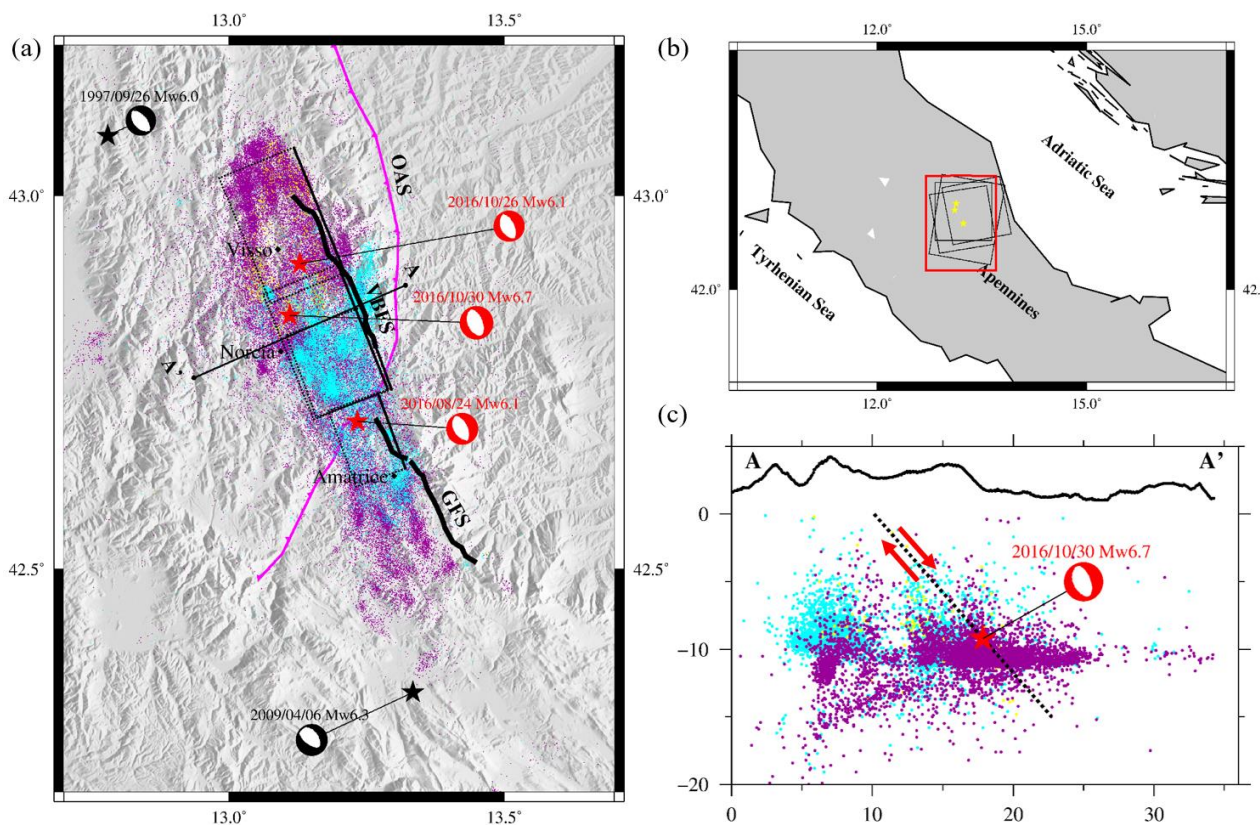 (a)
13.0°
13.5°
1997/09/26 Mw6.0
43.0°
OAS
2016/10/26 Mw6.1
Visso
A
2016/10/30 Mw6.7
VBFS
Norcia
A'
2016/08/24 Mw6.1
Amatrice
GFS
42.5°
2009/04/06 Mw6.3
13.0°
13.5°
(b)
12.0°
15.0°
Adriatic Sea
42.0°
Tyrhenian Sea
Apennines
42.
12.0°
15.0°
(c)
A
A'
0
2016/10/30 Mw6.7
−10
−20
0
10
20
30